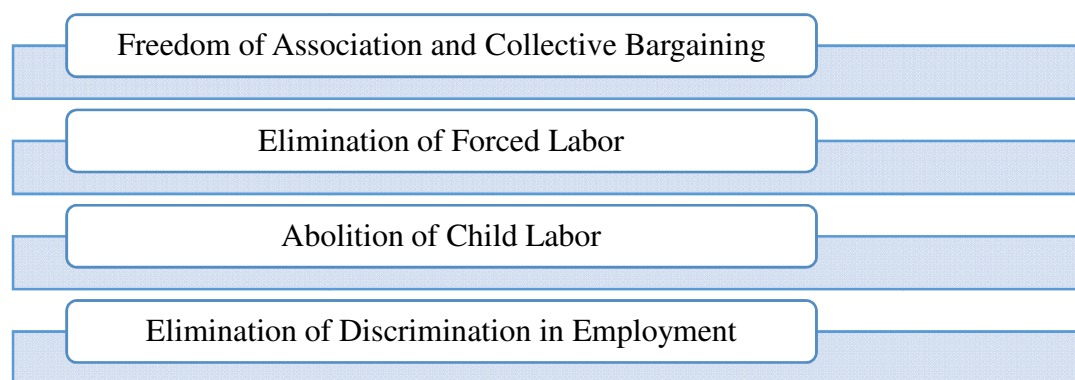 Freedom of Association and Collective Bargaining
Elimination of Forced Labor
Abolition of Child Labor
Elimination of Discrimination in Employment